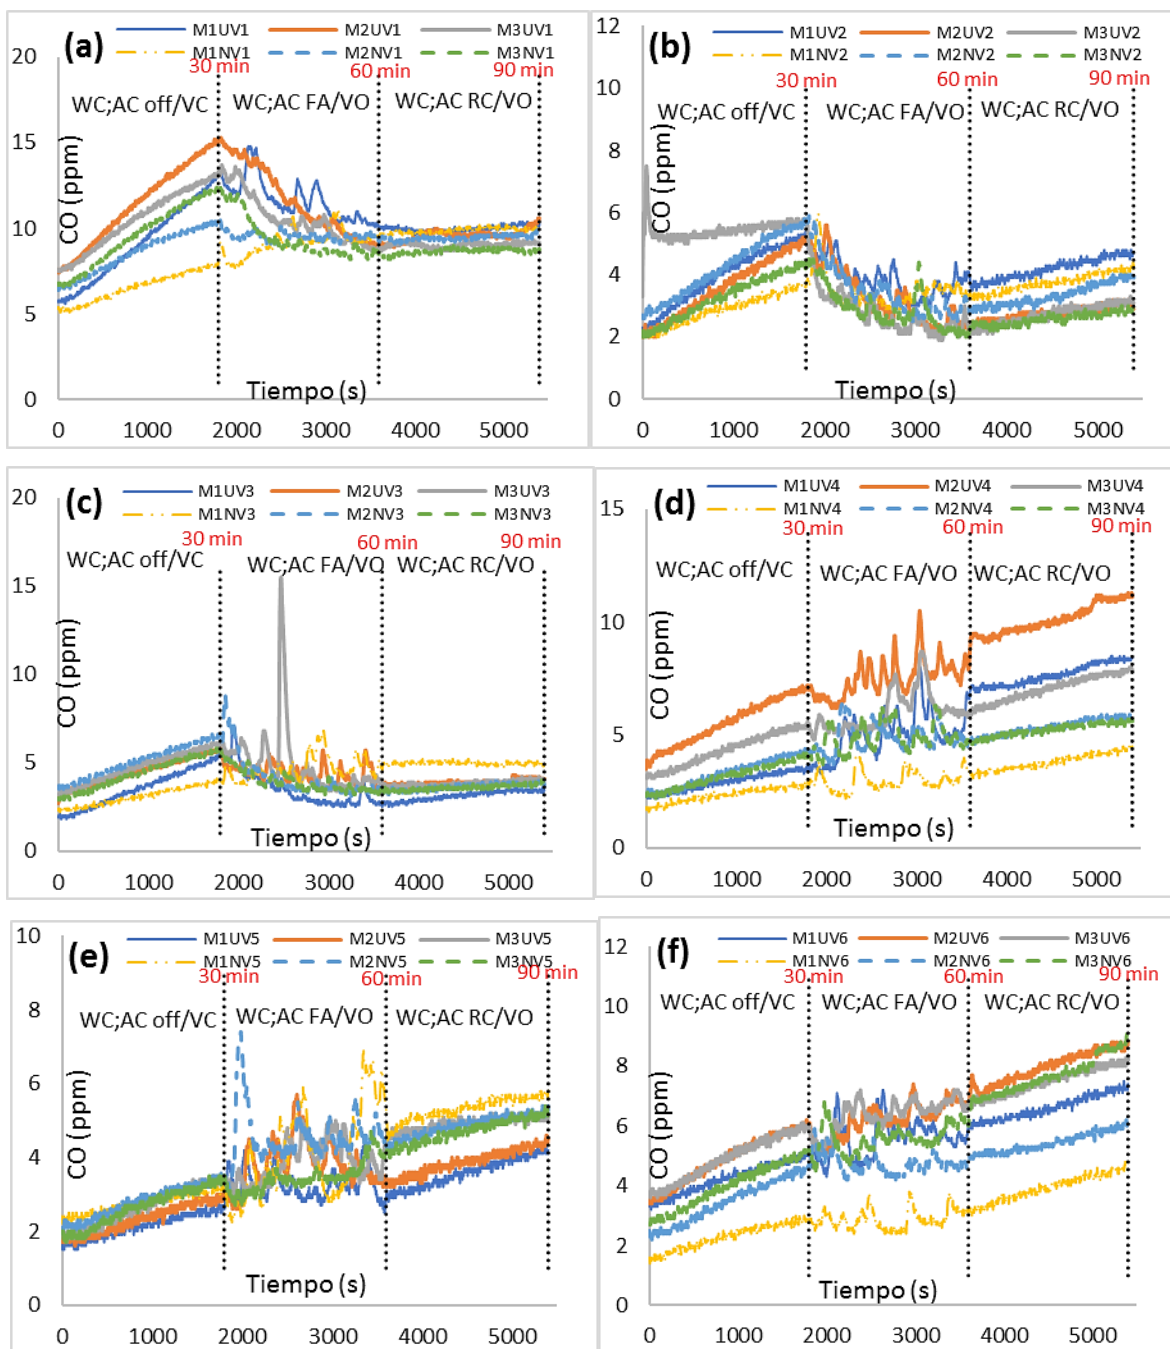 (a)
M1UV1 M2UV1 M3UV1
M1NV1 M2NV1 M3NV1
30 min 60 min 90 min
WC;AC off/VC WC;AC FA/VO WC;AC RC/VO
CO (ppm)
20
15
10
5
0
Tiempo (s)
0 1000 2000 3000 4000 5000
(b)
M1UV2 M2UV2 M3UV2
M1NV2 M2NV2 M3NV2
30 min 60 min 90 min
WC;AC off/VC WC;AC FA/VO WC;AC RC/VO
CO (ppm)
12
10
8
6
4
2
0
Tiempo (s)
0 1000 2000 3000 4000 5000
(c)
M1UV3 M2UV3 M3UV3
M1NV3 M2NV3 M3NV3
30 min 60 min 90 min
WC;AC off/VC WC;AC FA/VO WC;AC RC/VO
CO (ppm)
20
15
10
5
0
Tiempo (s)
0 1000 2000 3000 4000 5000
(d)
M1UV4 M2UV4 M3UV4
M1NV4 M2NV4 M3NV4
30 min 60 min 90 min
WC;AC off/VC WC;AC FA/VO WC;AC RC/VO
CO (ppm)
15
10
5
0
Tiempo (s)
0 1000 2000 3000 4000 5000
(e)
M1UV5 M2UV5 M3UV5
M1NV5 M2NV5 M3NV5
30 min 60 min 90 min
WC;AC off/VC WC;AC FA/VO WC;AC RC/VO
CO (ppm)
10
8
6
4
2
0
Tiempo (s)
0 1000 2000 3000 4000 5000
(f)
M1UV6 M2UV6 M3UV6
M1NV6 M2NV6 M3NV6
30 min 60 min 90 min
WC;AC off/VC WC;AC FA/VO WC;AC RC/VO
CO (ppm)
12
10
8
6
4
2
0
Tiempo (s)
0 1000 2000 3000 4000 5000